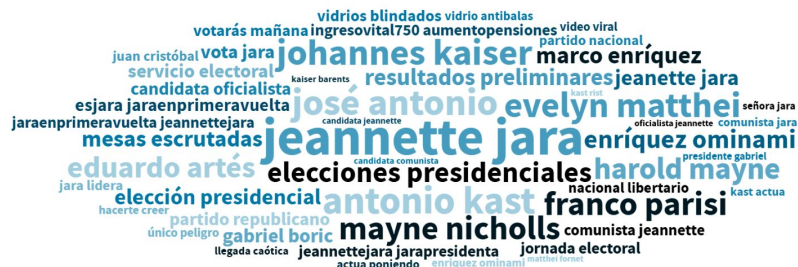 vidrios blindados vidrio antibalas
votarás mañana ingresovital750 aumentopensiones video viral
juan cristóbal vota jara johannes kaiser marco enríquez partido nacional
servicio electoral kaiser barents resultados preliminares jeanette jara
candidata oficialista josé antonio kast rist evelyn matthei señora jara
esjara jaraenprimeravuelta
jaraenprimeravuelta jeannettejara candidata jeannette oficialista jeannette comunista jara
mesas escrutadas jeannette jara enríquez ominami
eduardo artés candidata comunista elecciones presidenciales harold mayne presidente gabriel
jara lidera nacional libertario kast actua
elección presidencial antonio kast franco parisi
hacerte creer
partido republicano mayne nicholls comunista jeannette
único peligro gabriel boric
llegada caótica jeannettejara jarapresidenta jornada electoral
actua poniendo enriquez ominami matthei fornet